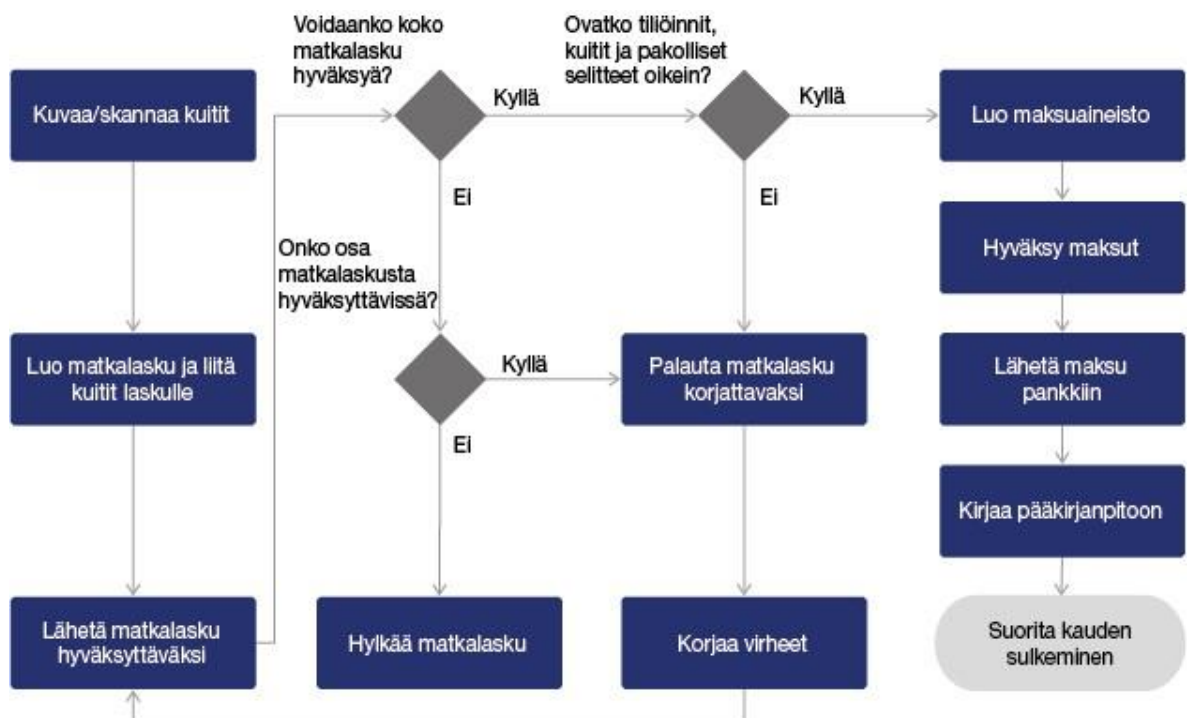 Voidaanko koko
matkalasku
hyväksyä?
Ovatko tiliöinnit,
kuitit ja pakolliset
selitteet oikein?
Kuvaa/skannaa kuitit
Kyllä
Kyllä
Luo maksuaineisto
Ei
Ei
Hyväksy maksut
Onko osa
matkalaskusta
hyväksyttävissä?
Luo matkalasku ja liitä
kuitit laskulle
Kyllä
Palauta matkalasku
korjattavaksi
Lähetä maksu
pankkiin
Ei
Kirjaa pääkirjanpitoon
Lähetä matkalasku
hyväksyttäväksi
Hylkää matkalasku
Korjaa virheet
Suorita kauden
sulkeminen